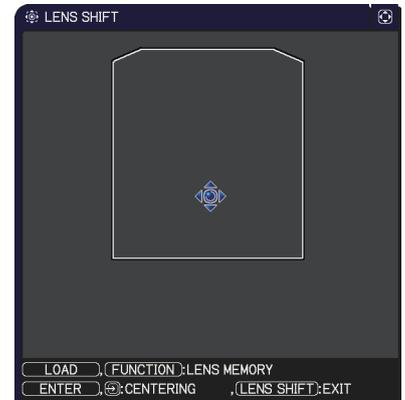 LENS SHIFT
LOAD ,FUNCTION:LENS MEMORY
ENTER ,:CENTERING ,LENS SHIFT:EXIT